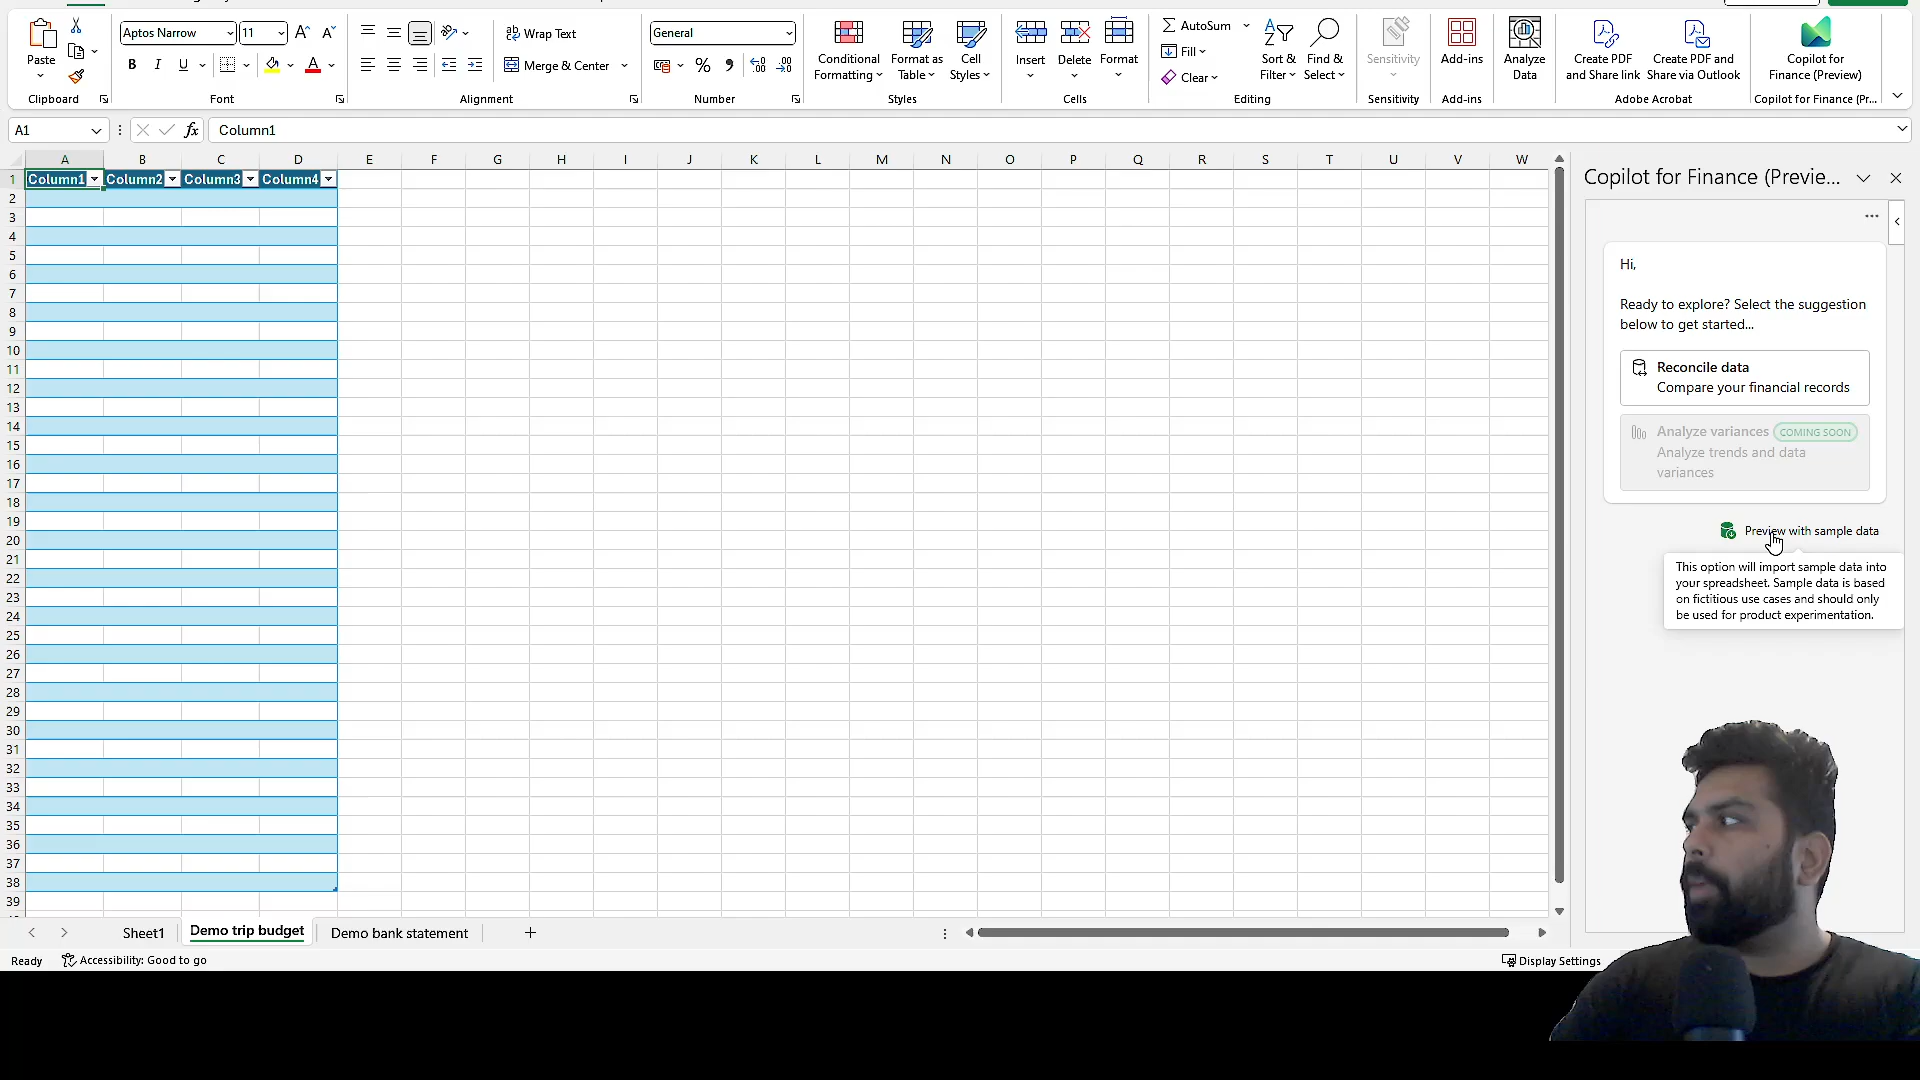 Aptos Narrow
11
Wrap Text
General
AutoSum
Paste
B I U
Merge & Center
Conditional Formatting
Format as Table
Cell Styles
Insert
Delete
Format
Fill
Clear
Sort & Filter
Find & Select
Sensitivity
Add-ins
Analyze Data
Create PDF and Share link
Create PDF and Share via Outlook
Copilot for Finance (Preview)
Clipboard
Font
Alignment
Number
Styles
Cells
Editing
Sensitivity
Add-ins
Adobe Acrobat
Copilot for Finance (Pr...
A1
fx
Column1
A B C D E F G H I J K L M N O P Q R S T U V W
1 Column1 Column2 Column3 Column4
2
3
4
5
6
7
8
9
10
11
12
13
14
15
16
17
18
19
20
21
22
23
24
25
26
27
28
29
30
31
32
33
34
35
36
37
38
39
Copilot for Finance (Previe...
Hi,
Ready to explore? Select the suggestion
below to get started...
Reconcile data
Compare your financial records
Analyze variances COMING SOON
Analyze trends and data
variances
Preview with sample data
This option will import sample data into
your spreadsheet. Sample data is based
on fictitious use cases and should only
be used for product experimentation.
Sheet1
Demo trip budget
Demo bank statement
Ready
Accessibility: Good to go
Display Settings